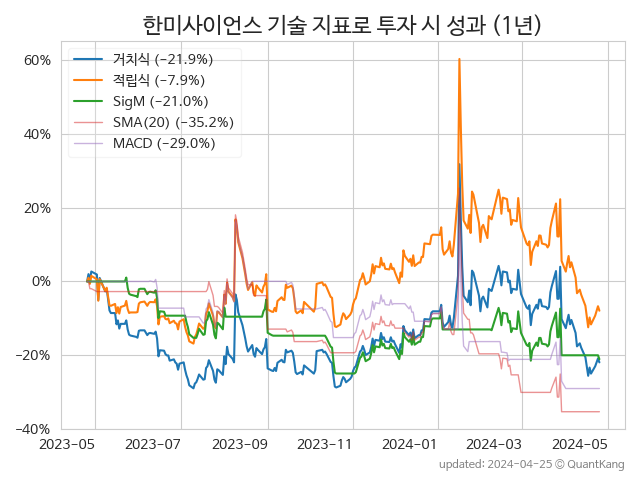 한미사이언스 기술 지표로 투자 시 성과 (1년)
거치식 (−21.9%)
적립식 (−7.9%)
SigM (−21.0%)
SMA(20) (−35.2%)
MACD (−29.0%)
60%
40%
20%
0%
−20%
−40%
2023-05 2023-07 2023-09 2023-11 2024-01 2024-03 2024-05
updated: 2024-04-25 © QuantKang